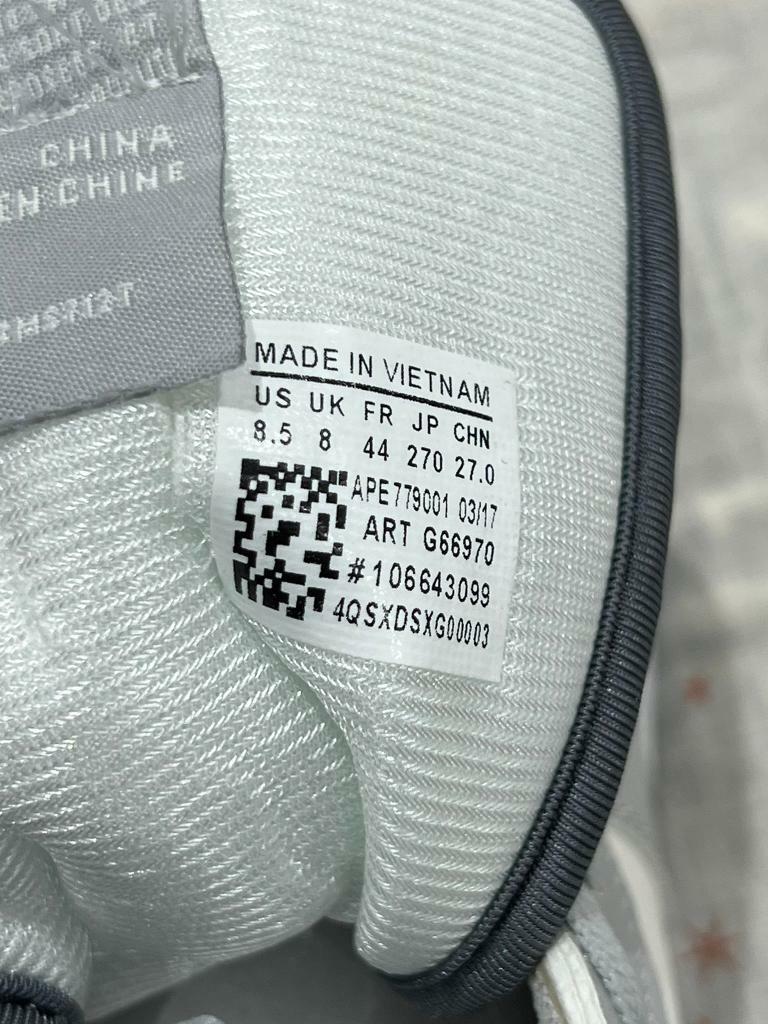 CHINA
EN CHINE
MADE IN VIETNAM
US UK FR JP CHN
8.5 8 44 270 27.0
APE779001 03/17
ART G66970
#106643099
4QSXDSXG00003